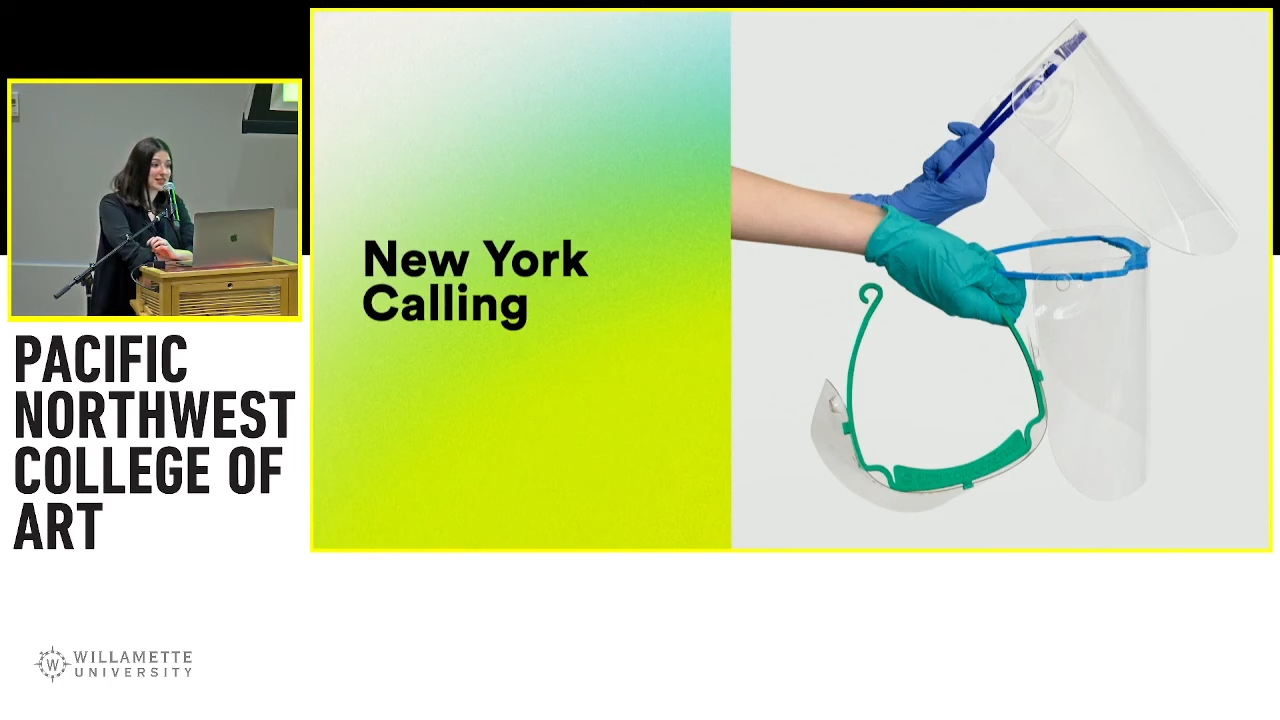 New York
Calling
PACIFIC
NORTHWEST
COLLEGE OF
ART
W
WILLAMETTE
UNIVERSITY